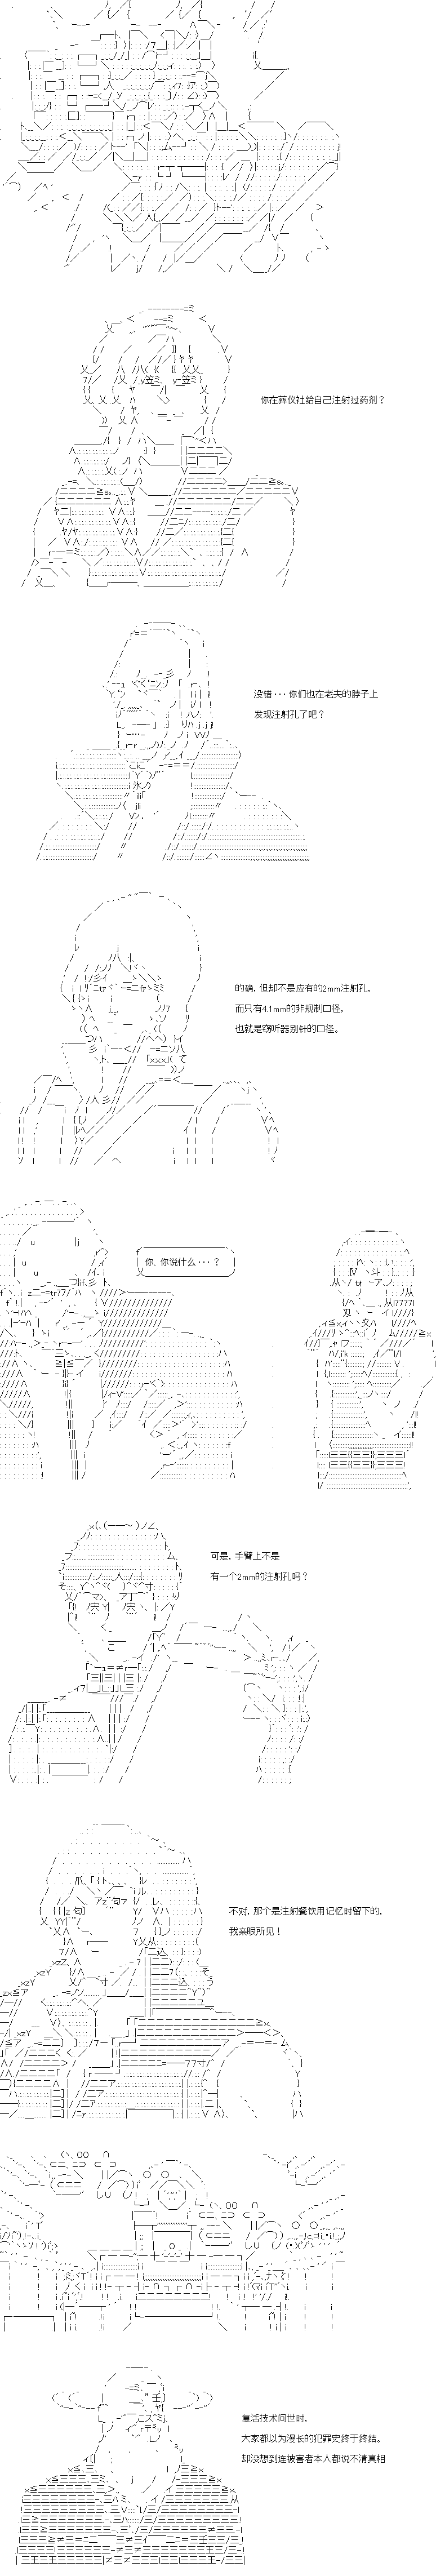 你在葬仪社给自己注射过药剂？
没错・・・你们也在老夫的脖子上
发现注射孔了吧？
的确，但却不是应有的2mm注射孔，
而只有4.1mm的非规制口径。
也就是窃听器别针的口径。
你、你说什么・・・？
可是，手臂上不是
有一个2mm的注射孔吗？
不对，那个是注射餐饮用记忆时留下的，
我亲眼所见！
复活技术问世时。
大家都以为漫长的犯罪史终于终结。
却没想到连被害者本人都说不清真相